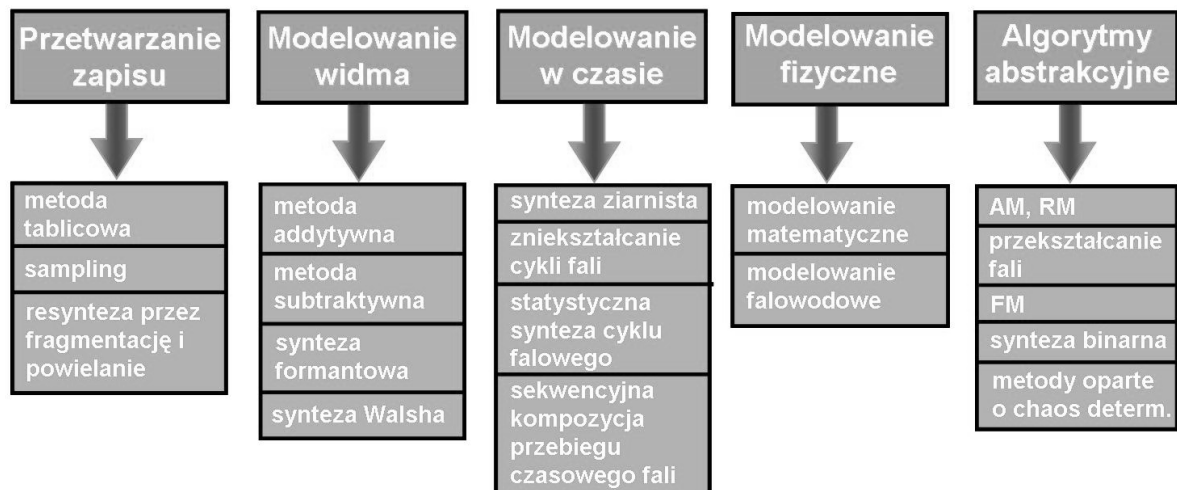 Przetwarzanie
zapisu
metoda
tablicowa
sampling
resynteza przez
fragmentację i
powielanie
Modelowanie
widma
metoda
addytywna
metoda
subtraktywna
synteza
formantowa
synteza Walsha
Modelowanie
w czasie
synteza ziarnista
zniekształcanie
cykli fali
statystyczna
synteza cyklu
falowego
sekwencyjna
kompozycja
przebiegu
czasowego fali
Modelowanie
fizyczne
modelowanie
matematyczne
modelowanie
falowodowe
Algorytmy
abstrakcyjne
AM, RM
przekształcanie
fali
FM
synteza binarna
metody oparte
o chaos determ.